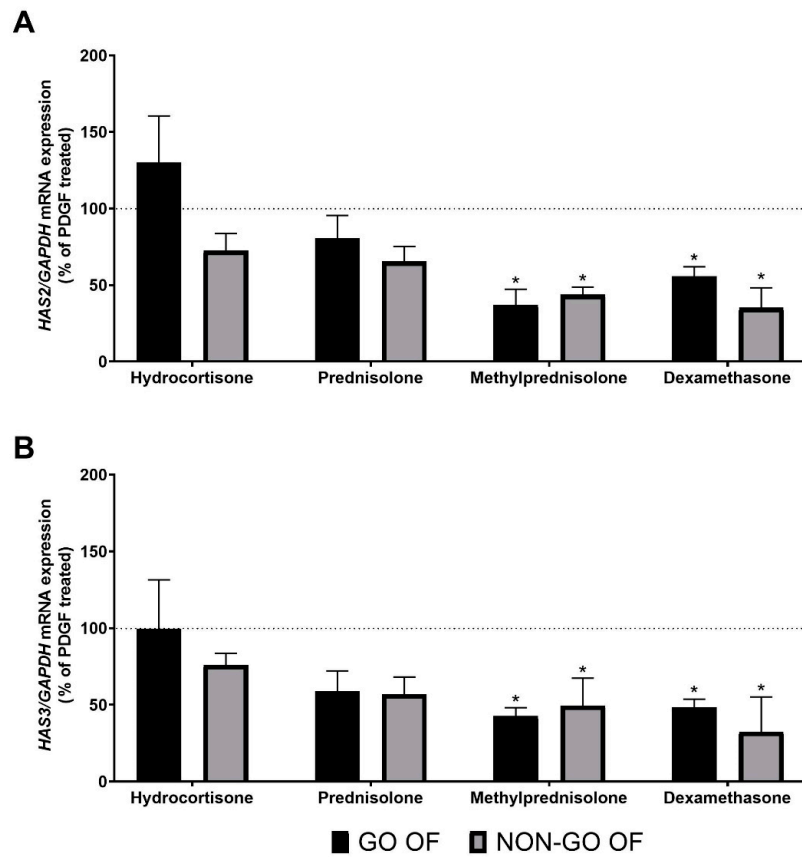 A
HAS2/GAPDH mRNA expression
(% of PDGF treated)
200
150
100
50
0
* * * *
Hydrocortisone Prednisolone Methylprednisolone Dexamethasone
B
HAS3/GAPDH mRNA expression
(% of PDGF treated)
200
150
100
50
0
* * * *
Hydrocortisone Prednisolone Methylprednisolone Dexamethasone
GO OF NON-GO OF